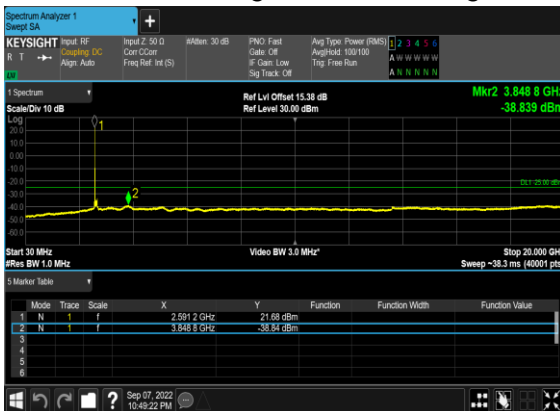 Spectrum Analyzer 1
Swept SA
KEYSIGHT
R T
LV
Input: RF
Coupling: DC
Align: Auto
Input Z: 50 Ω
Corr CCorr
Freq Ref: Int (S)
#Atten: 30 dB
PNO: Fast
Gate: Off
IF Gain: Low
Sig Track: Off
Avg Type: Power (RMS)
Avg|Hold: 100/100
Trig: Free Run
1 2 3 4 5 6
A W W W W W
A N N N N N
1 Spectrum
Scale/Div 10 dB
Ref Lvl Offset 15.38 dB
Ref Level 30.00 dBm
Mkr2 3.848 8 GHz
-38.839 dBm
Log
20.0
10.0
0.00
-10.0
-20.0
-30.0
-40.0
-50.0
-60.0
1
2
DL1 -25.00 dBm
Start 30 MHz
#Res BW 1.0 MHz
Video BW 3.0 MHz*
Stop 20.000 GHz
Sweep ~38.3 ms (40001 pts)
5 Marker Table
Mode Trace Scale X Y Function Function Width Function Value
1 N 1 f 2.591 2 GHz 21.68 dBm
2 N 1 f 3.848 8 GHz -38.84 dBm
3
4
5
6
?
Sep 07, 2022
10:49:22 PM